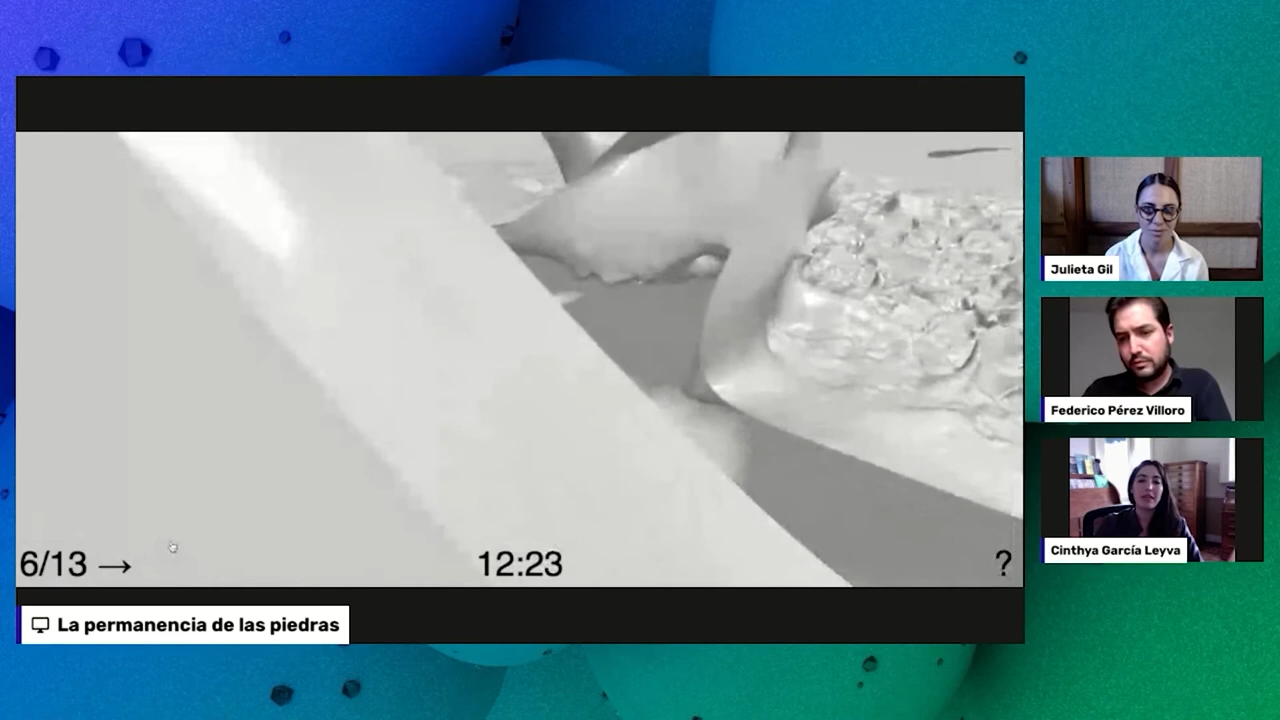 6/13 →
12:23
?
La permanencia de las piedras
Julieta Gil
Federico Pérez Villoro
Cinthya García Leyva